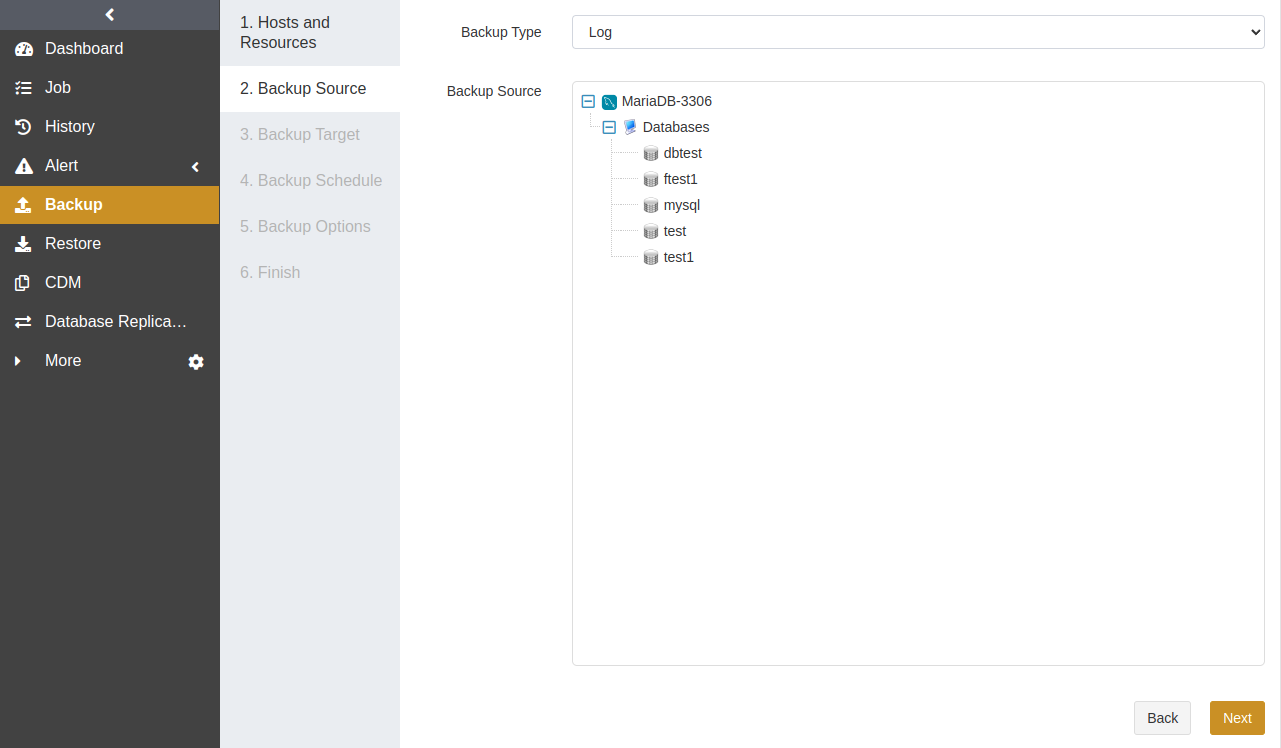 Dashboard
Job
History
Alert
Backup
Restore
CDM
Database Replica…
More
1. Hosts and
Resources
2. Backup Source
3. Backup Target
4. Backup Schedule
5. Backup Options
6. Finish
Backup Type
Log
Backup Source
MariaDB-3306
Databases
dbtest
ftest1
mysql
test
test1
Back
Next